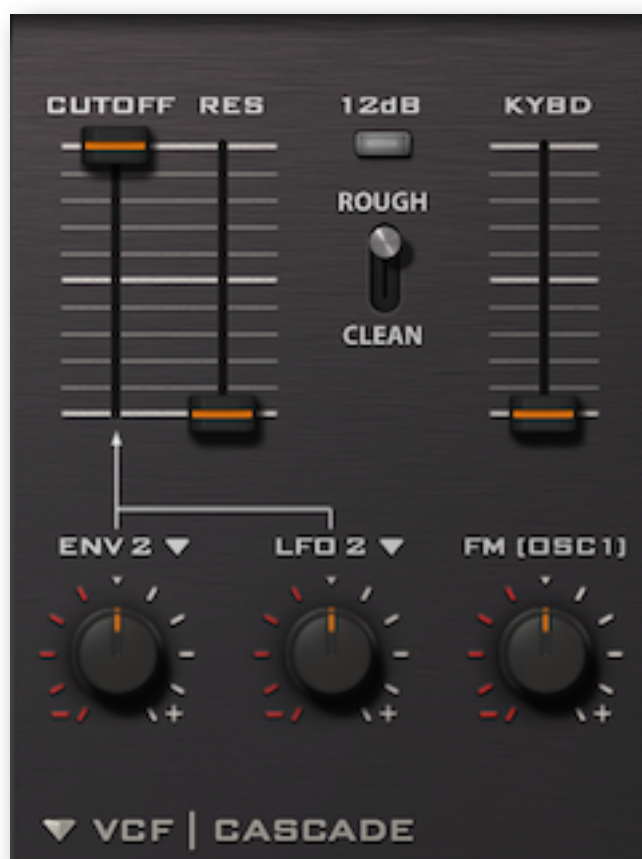 CUTOFF RES 12dB KYBD
ROUGH
CLEAN
ENV 2 LFO 2 FM (OSC1)
- + - + - +
VCF | CASCADE